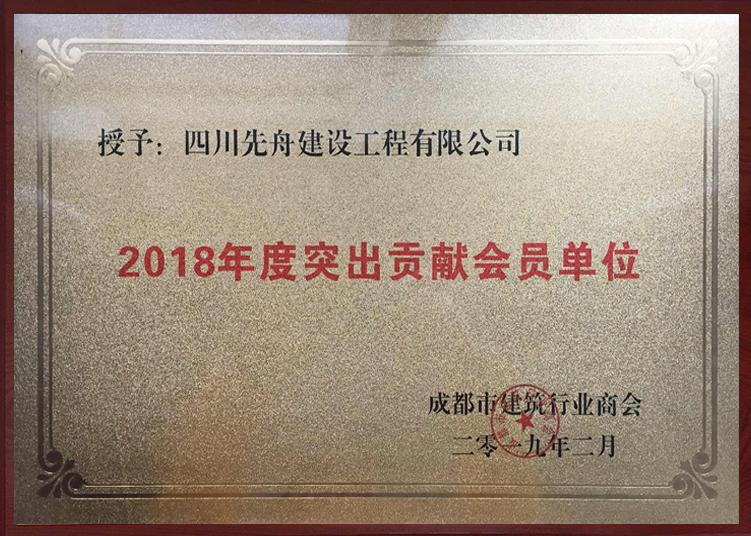 授予：四川先舟建设工程有限公司
2018年度突出贡献会员单位
成都市建筑行业商会
二零一九年二月